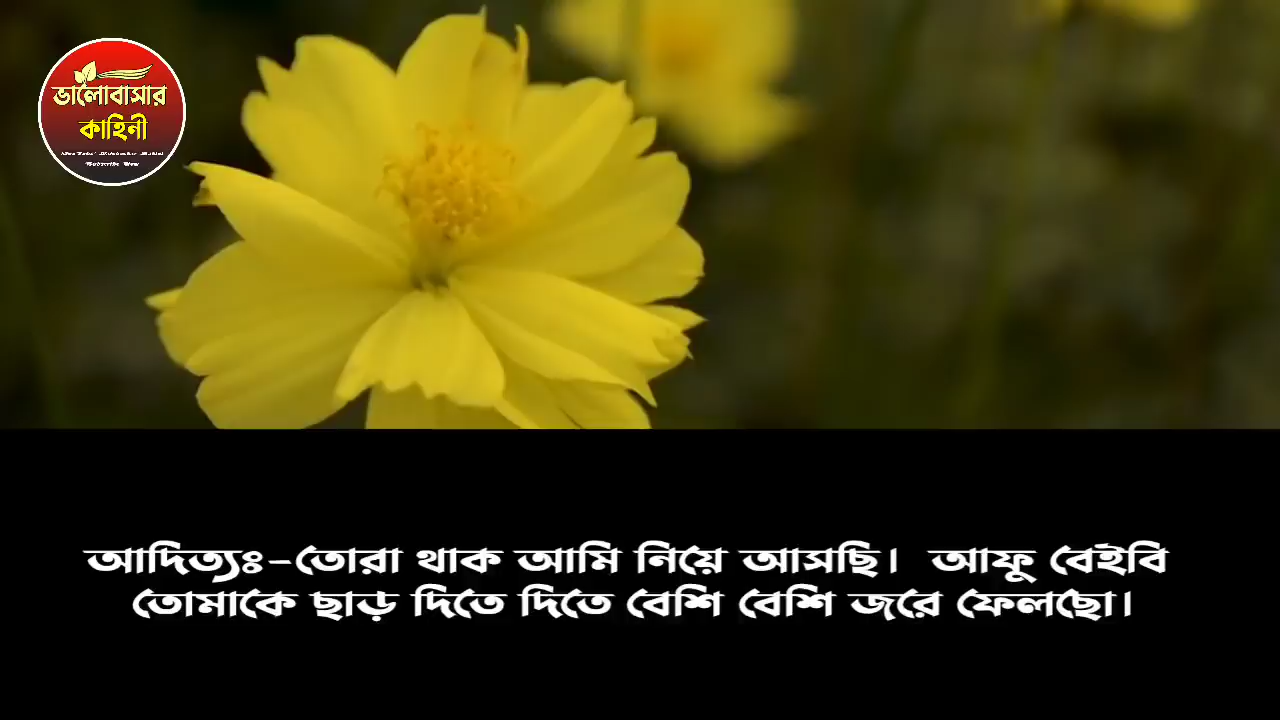 ভালোবাসার
কাহিনী
আদিত্যঃ-তোরা থাক আমি নিয়ে আসছি। আফু বেইবি
তোমাকে ছাড় দিতে দিতে বেশি বেশি জরে ফেলছো।